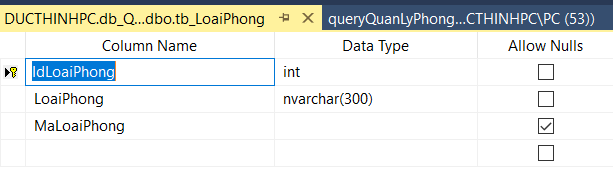 DUCTHINHPC.db_Q...dbo.tb_LoaiPhong queryQuanLyPhong...CTHINHPC\PC (53))
Column Name Data Type Allow Nulls
IdLoaiPhong int
LoaiPhong nvarchar(300)
MaLoaiPhong